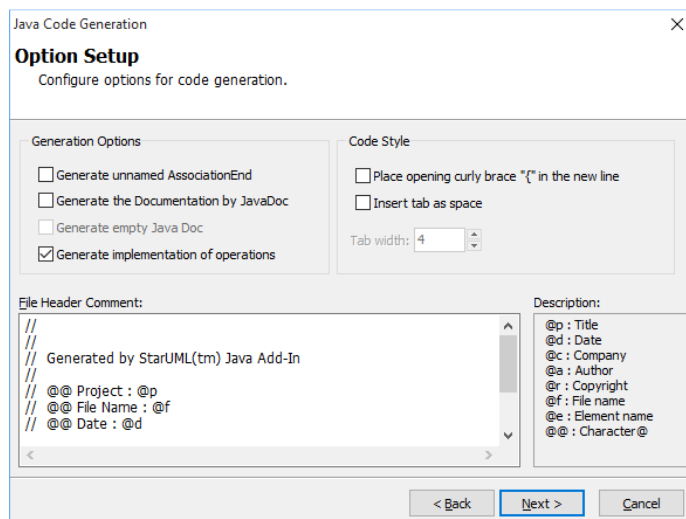 Java Code Generation
Option Setup
Configure options for code generation.
Generation Options
Generate unnamed AssociationEnd
Generate the Documentation by JavaDoc
Generate empty Java Doc
Generate implementation of operations
Code Style
Place opening curly brace "{" in the new line
Insert tab as space
Tab width: 4
File Header Comment:
//
//
// Generated by StarUML(tm) Java Add-In
//
// @@ Project : @p
// @@ File Name : @f
// @@ Date : @d
Description:
@p : Title
@d : Date
@c : Company
@a : Author
@r : Copyright
@f : File name
@e : Element name
@@ : Character@
< Back
Next >
Cancel